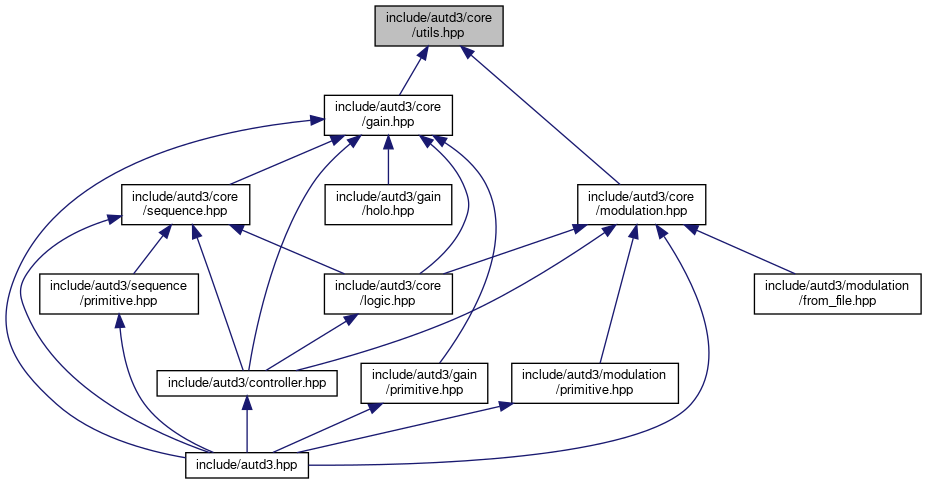 include/autd3/core
/utils.hpp
include/autd3/core
/gain.hpp
include/autd3/core
/sequence.hpp
include/autd3/gain
/holo.hpp
include/autd3/core
/modulation.hpp
include/autd3/sequence
/primitive.hpp
include/autd3/core
/logic.hpp
include/autd3/modulation
/from_file.hpp
include/autd3/controller.hpp
include/autd3/gain
/primitive.hpp
include/autd3/modulation
/primitive.hpp
include/autd3.hpp